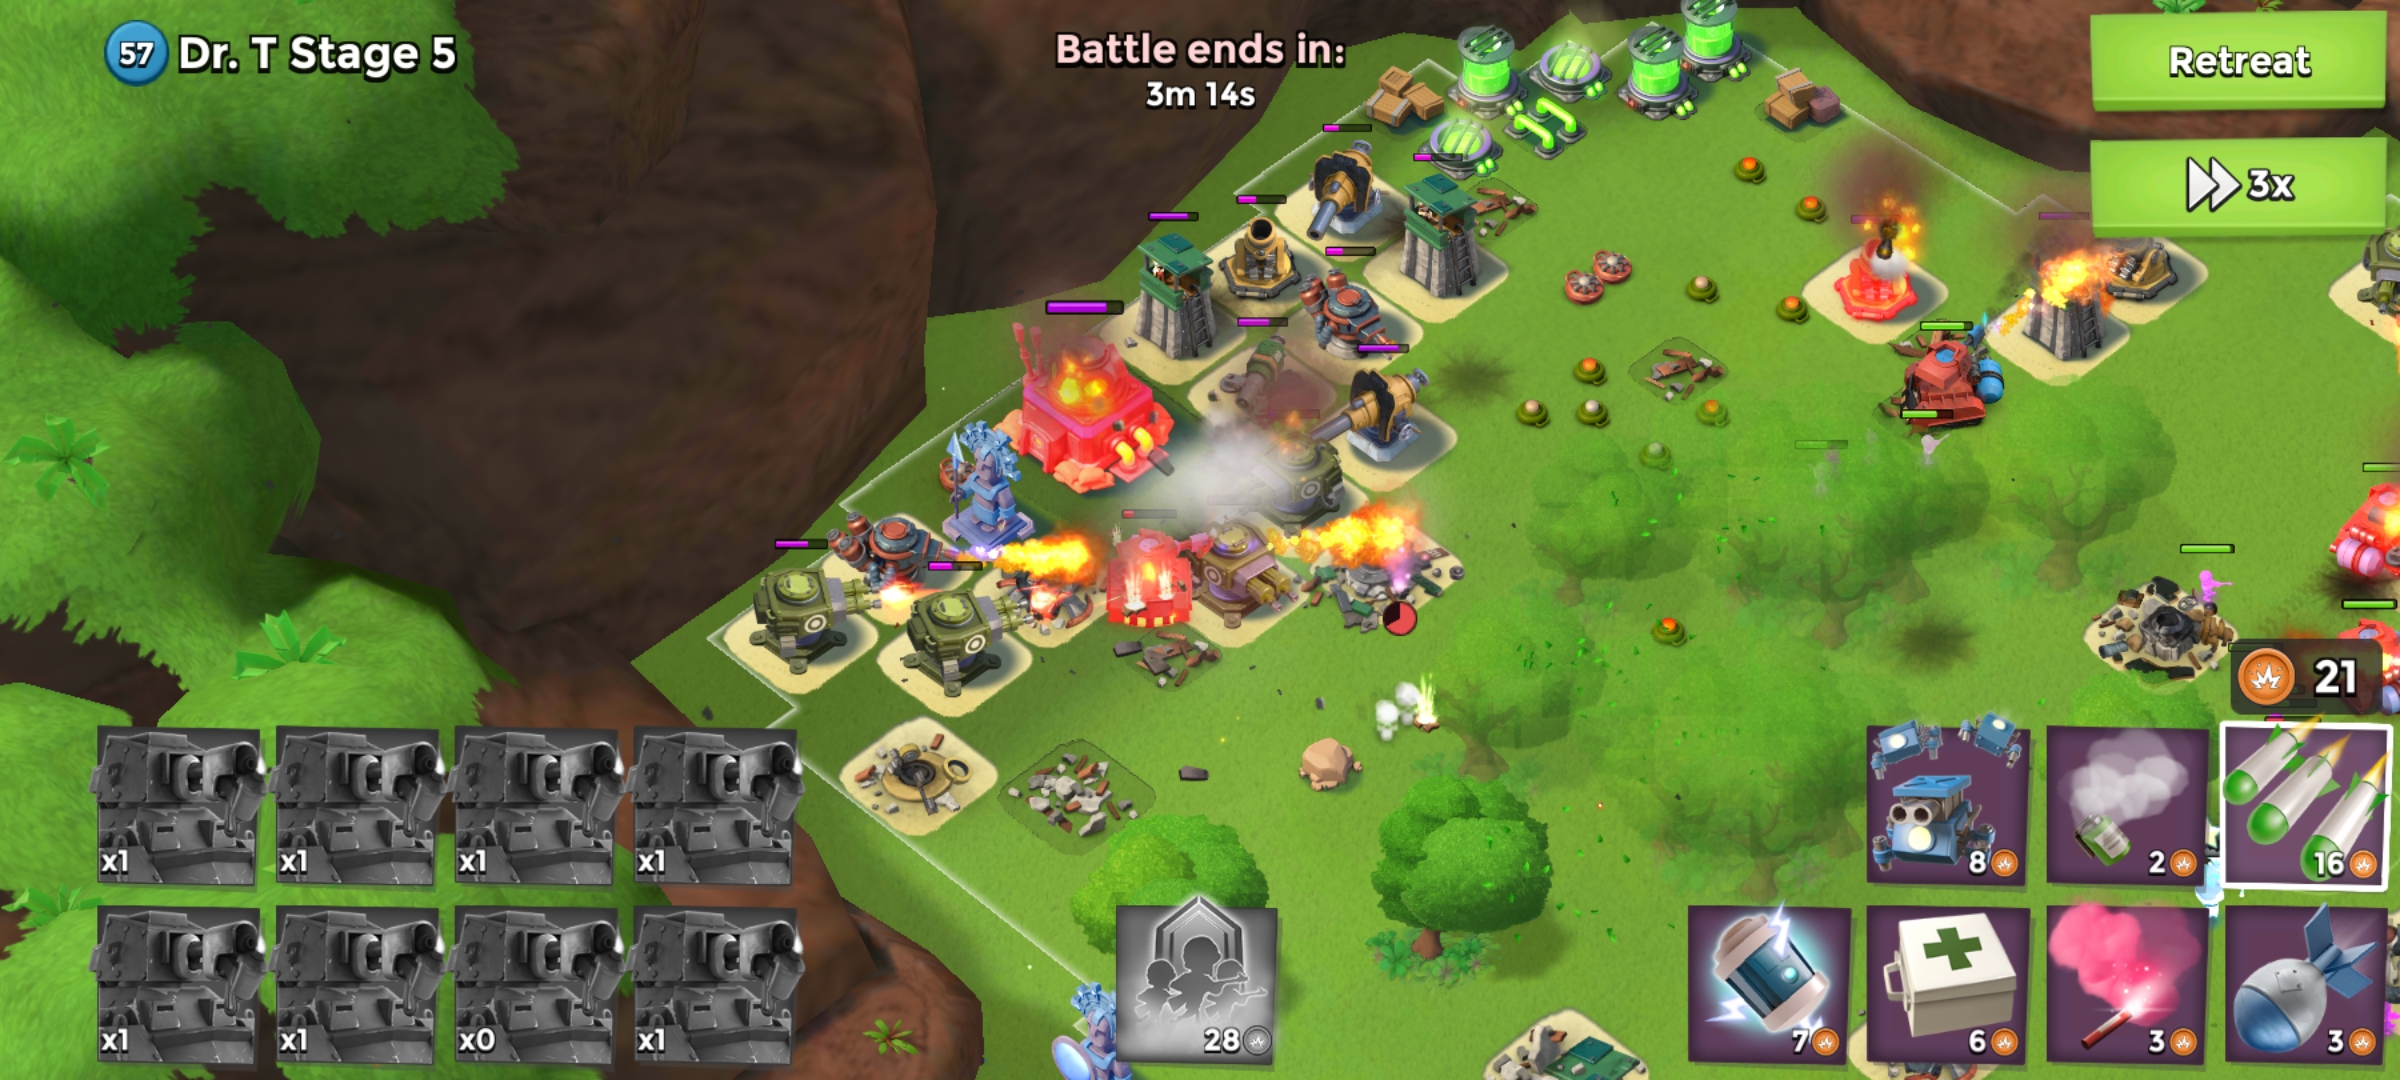 57 Dr. T Stage 5
Battle ends in:
3m 14s
Retreat
3x
21
x1 x1 x1 x1
8 2 16
x1 x1 x0 x1
28
7 6 3 3